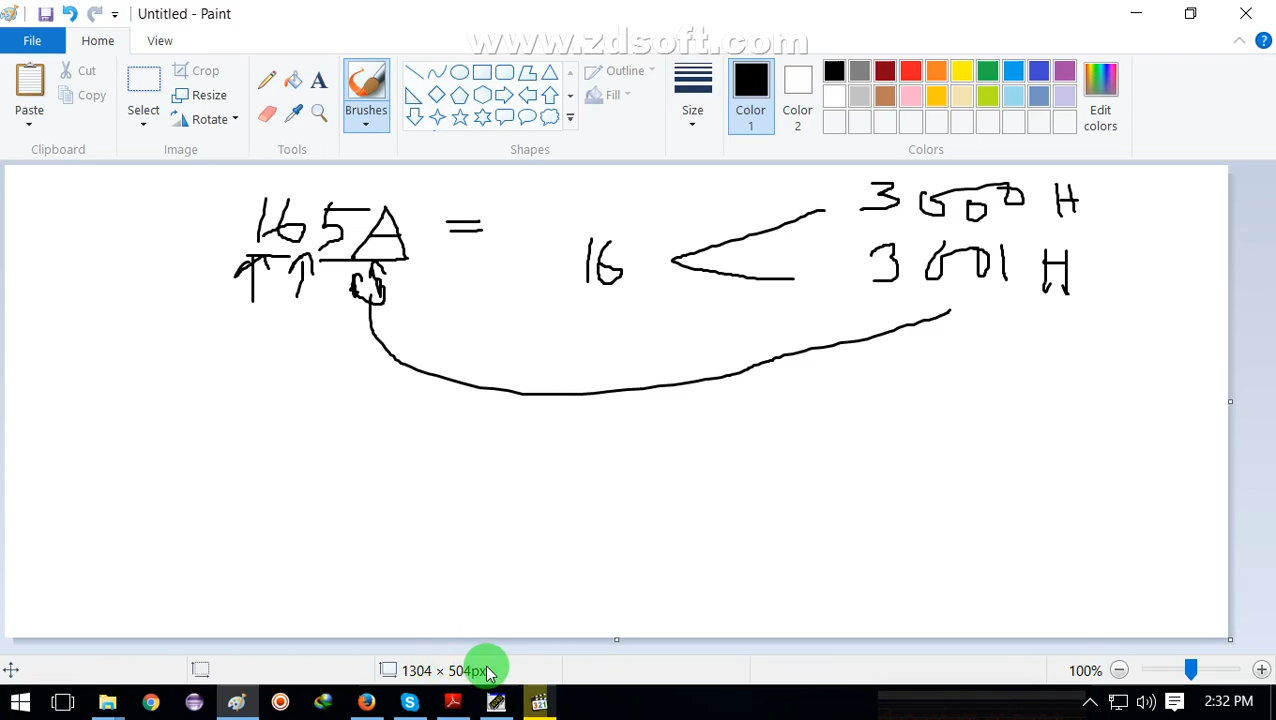 Untitled - Paint
File Home View
www.zdsoft.com
Paste
Cut
Copy
Clipboard
Select
Crop
Resize
Rotate
Image
A
Tools
Brushes
Outline
Fill
Shapes
Size
Color 1
Color 2
Edit colors
Colors
165A =
16
3000 H
3001 H
1304 × 504px
100%
2:32 PM